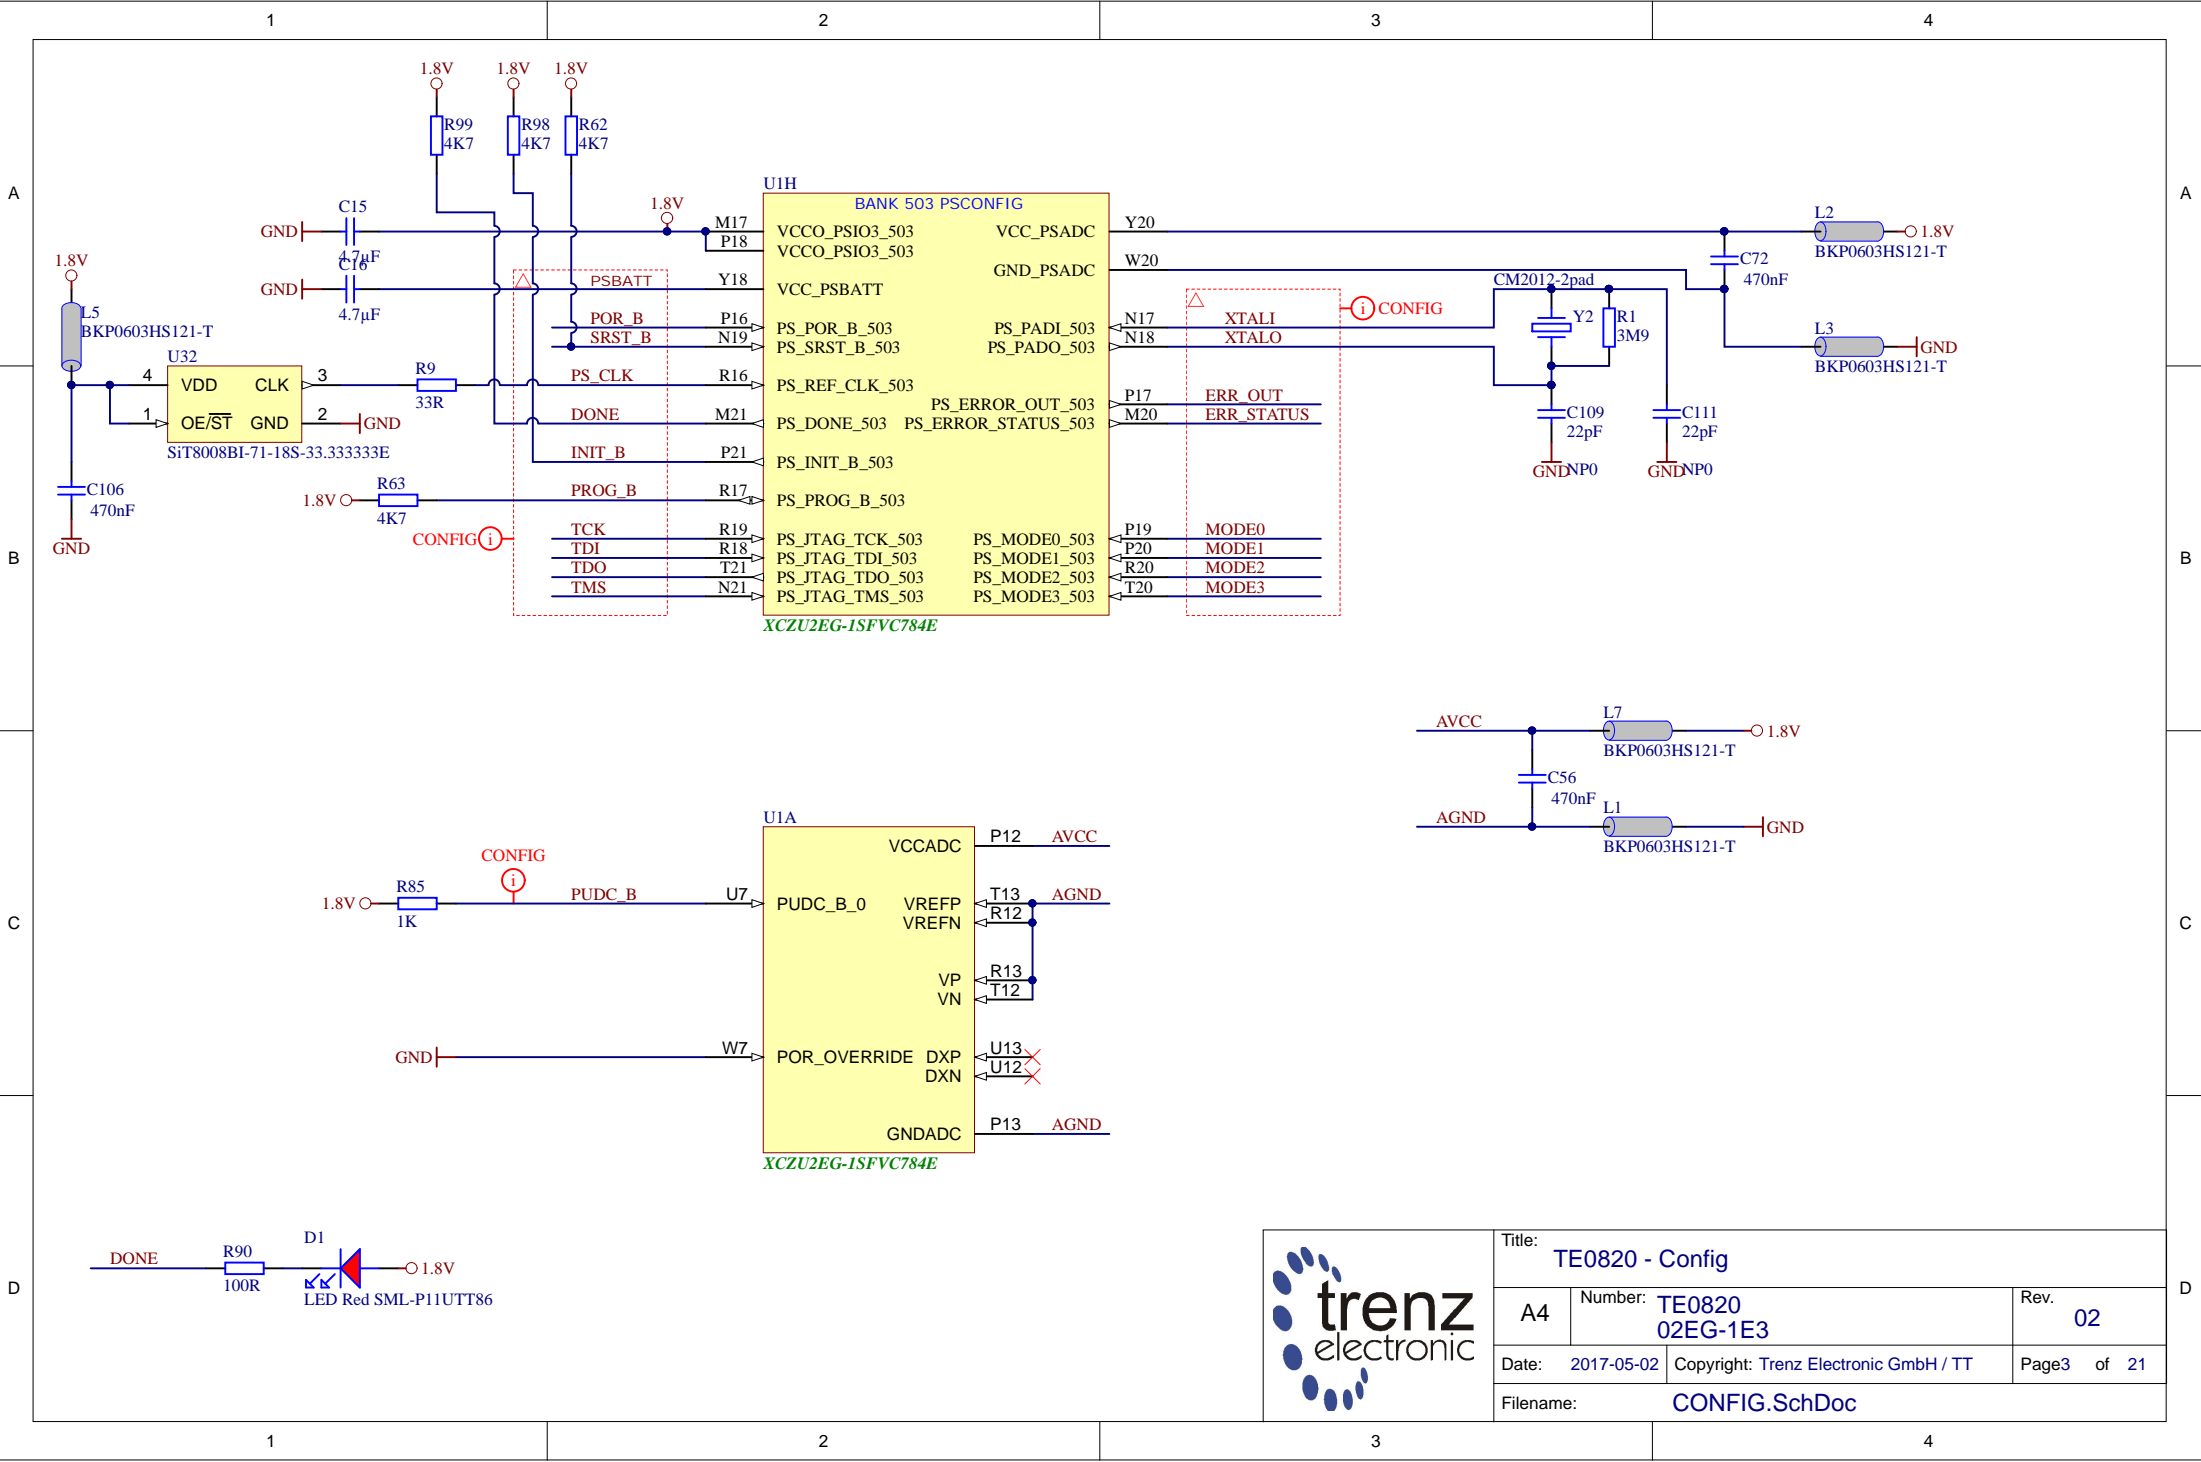 1 2 3 4
1.8V 1.8V 1.8V
R99 R98 R62
4K7 4K7 4K7
A A
U1H
BANK 503 PSCONFIG
C15 1.8V
GND M17 VCCO_PSIO3_503 VCC_PSADC Y20
4.7µF P18 VCCO_PSIO3_503
L2
1.8V
BKP0603HS121-T
GND_PSADC W20
C72
470nF
1.8V
C16
GND PSBATT Y18 VCC_PSBATT
4.7µF
CM2012-2pad
CONFIG
L5
BKP0603HS121-T
POR_B P16 PS_POR_B_503 PS_PADI_503 N17 XTALI
SRST_B N19 PS_SRST_B_503 PS_PADO_503 N18 XTALO
Y2 R1
3M9
L3
GND
BKP0603HS121-T
U32
4 VDD CLK 3
1 OE/ST GND 2 GND
SiT8008BI-71-18S-33.333333E
R9
33R
PS_CLK R16 PS_REF_CLK_503
PS_ERROR_OUT_503 P17 ERR_OUT
DONE M21 PS_DONE_503 PS_ERROR_STATUS_503 M20 ERR_STATUS
C109 C111
22pF 22pF
GND NP0 GND NP0
INIT_B P21 PS_INIT_B_503
C106
470nF
GND
R63
1.8V PROG_B R17 PS_PROG_B_503
4K7
CONFIG
TCK R19 PS_JTAG_TCK_503 PS_MODE0_503 P19 MODE0
TDI R18 PS_JTAG_TDI_503 PS_MODE1_503 P20 MODE1
TDO T21 PS_JTAG_TDO_503 PS_MODE2_503 R20 MODE2
TMS N21 PS_JTAG_TMS_503 PS_MODE3_503 T20 MODE3
XCZU2EG-1SFVC784E
B B
AVCC L7 1.8V
BKP0603HS121-T
C56
470nF
AGND L1 GND
BKP0603HS121-T
U1A
VCCADC P12 AVCC
CONFIG
R85
1.8V PUDC_B U7 PUDC_B_0 VREFP T13 AGND
1K
VREFN R12
C C
VP R13
VN T12
GND W7 POR_OVERRIDE DXP U13
DXN U12
GNDADC P13 AGND
XCZU2EG-1SFVC784E
DONE R90 D1 1.8V
100R
LED Red SML-P11UTT86
D D
trenz
electronic
Title:
TE0820 - Config
A4 Number: TE0820 Rev.
02EG-1E3 02
Date: 2017-05-02 Copyright: Trenz Electronic GmbH / TT Page3 of 21
Filename: CONFIG.SchDoc
1 2 3 4